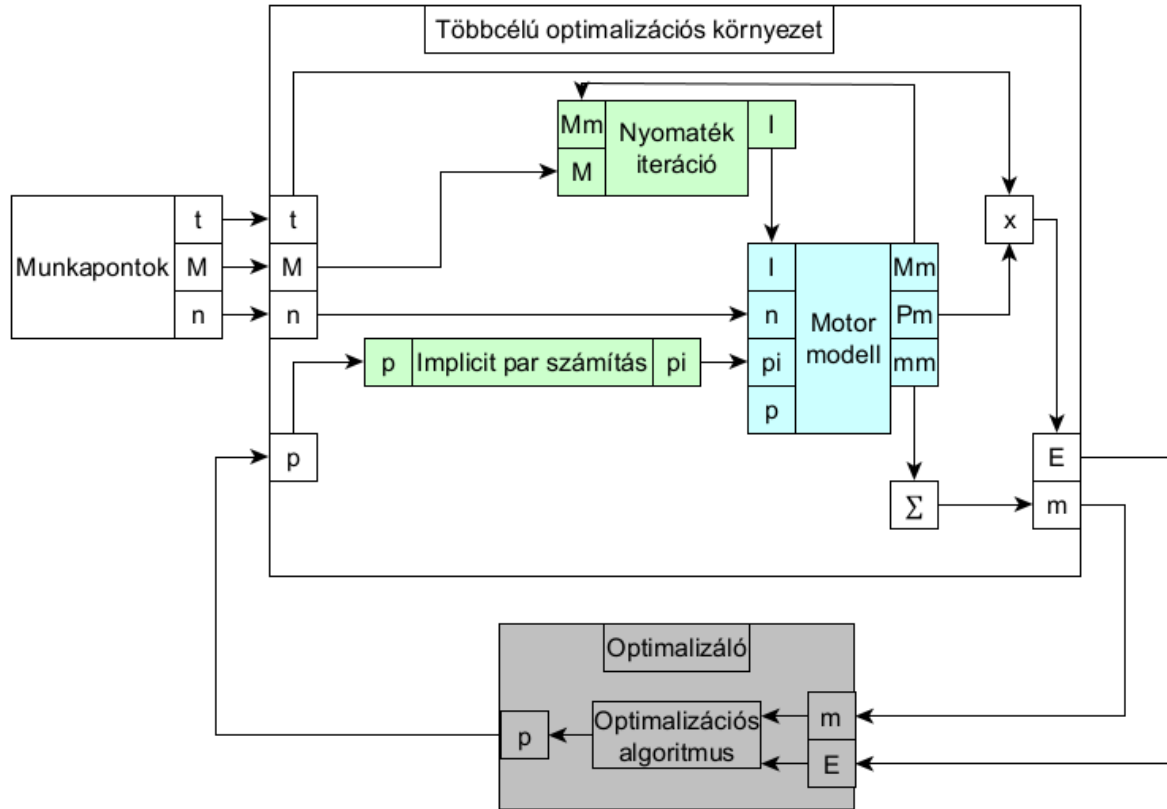 Többcélú optimalizációs környezet
Mm
Nyomaték
iteráció
I
M
Munkapontok
t
M
n
t
M
n
x
I
n
pi
p
Motor
modell
Mm
Pm
mm
p
Implicit par számítás
pi
p
E
m
Σ
Optimalizáló
p
Optimalizációs
algoritmus
m
E